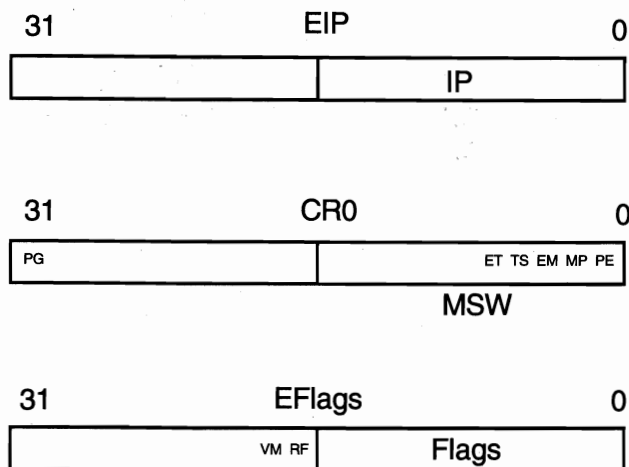 31 EIP 0
IP
31 CR0 0
PG ET TS EM MP PE
MSW
31 EFlags 0
VM RF Flags